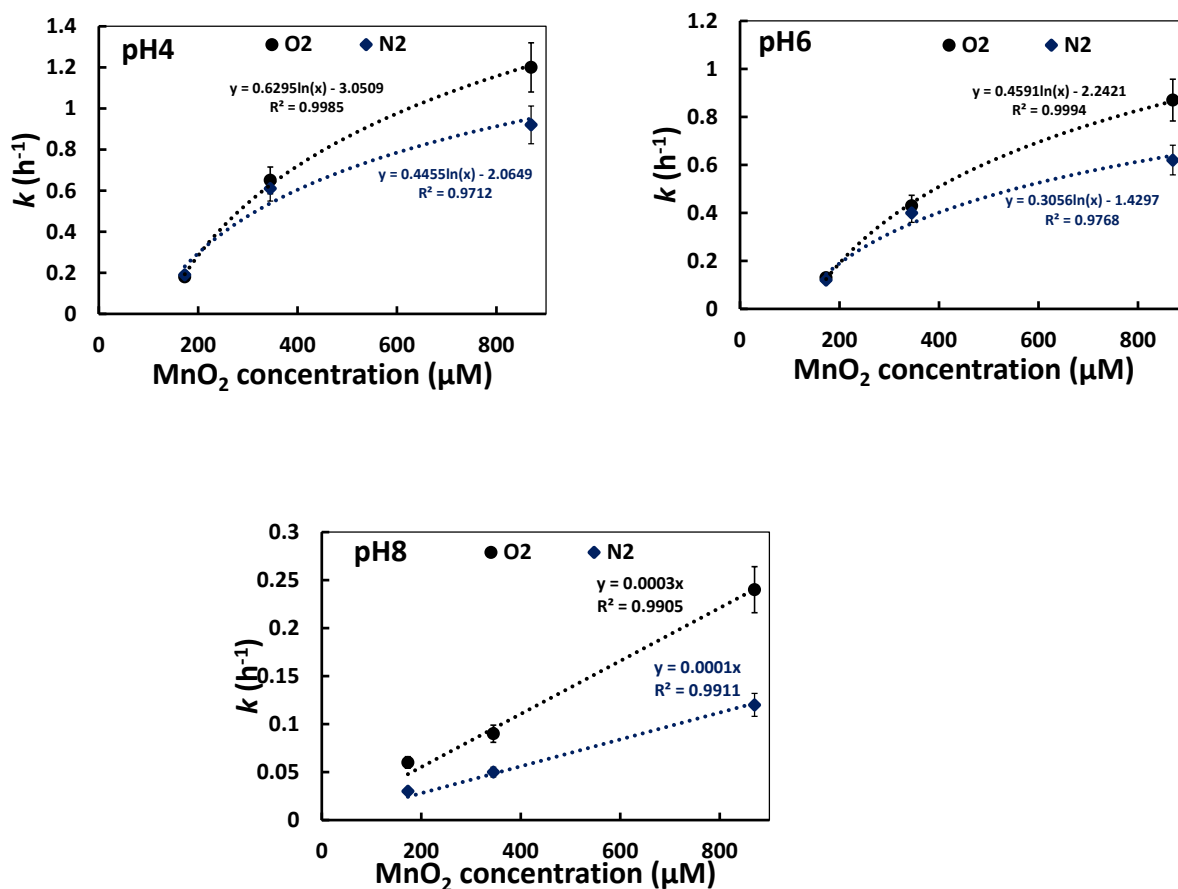 pH4
O2 N2
y = 0.6295ln(x) - 3.0509
R² = 0.9985
y = 0.4455ln(x) - 2.0649
R² = 0.9712
k (h⁻¹)
1.4
1.2
1
0.8
0.6
0.4
0.2
0
0 200 400 600 800
MnO₂ concentration (µM)
pH6
O2 N2
y = 0.4591ln(x) - 2.2421
R² = 0.9994
y = 0.3056ln(x) - 1.4297
R² = 0.9768
k (h⁻¹)
1.2
1
0.8
0.6
0.4
0.2
0
0 200 400 600 800
MnO₂ concentration (µM)
pH8
O2 N2
y = 0.0003x
R² = 0.9905
y = 0.0001x
R² = 0.9911
k (h⁻¹)
0.3
0.25
0.2
0.15
0.1
0.05
0
0 200 400 600 800
MnO₂ concentration (µM)